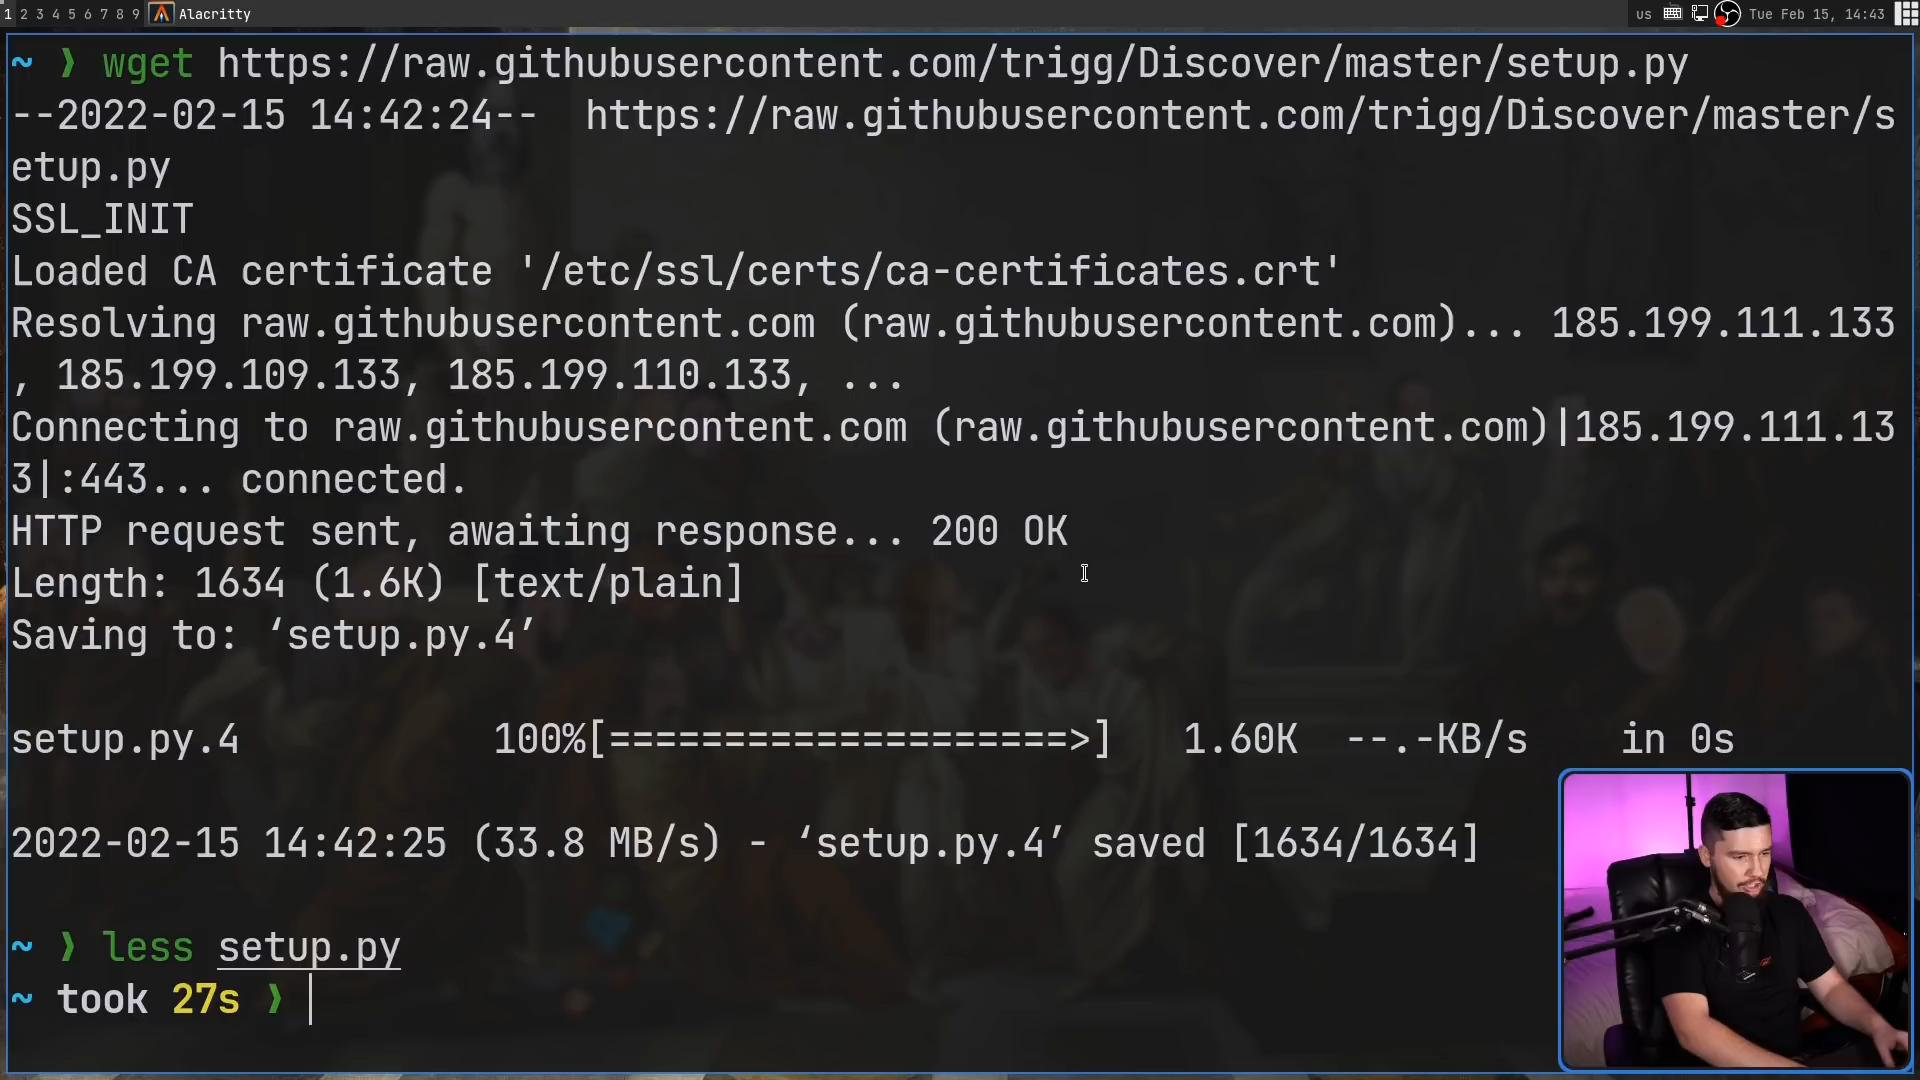 1 2 3 4 5 6 7 8 9 Alacritty us Tue Feb 15, 14:43
~ ❱ wget https://raw.githubusercontent.com/trigg/Discover/master/setup.py
--2022-02-15 14:42:24--  https://raw.githubusercontent.com/trigg/Discover/master/s
etup.py
SSL_INIT
Loaded CA certificate '/etc/ssl/certs/ca-certificates.crt'
Resolving raw.githubusercontent.com (raw.githubusercontent.com)... 185.199.111.133
, 185.199.109.133, 185.199.110.133, ...
Connecting to raw.githubusercontent.com (raw.githubusercontent.com)|185.199.111.13
3|:443... connected.
HTTP request sent, awaiting response... 200 OK
Length: 1634 (1.6K) [text/plain]
Saving to: ‘setup.py.4’
setup.py.4 100%[====================>] 1.60K --.-KB/s in 0s
2022-02-15 14:42:25 (33.8 MB/s) - ‘setup.py.4’ saved [1634/1634]
~ ❱ less setup.py
~ took 27s ❱